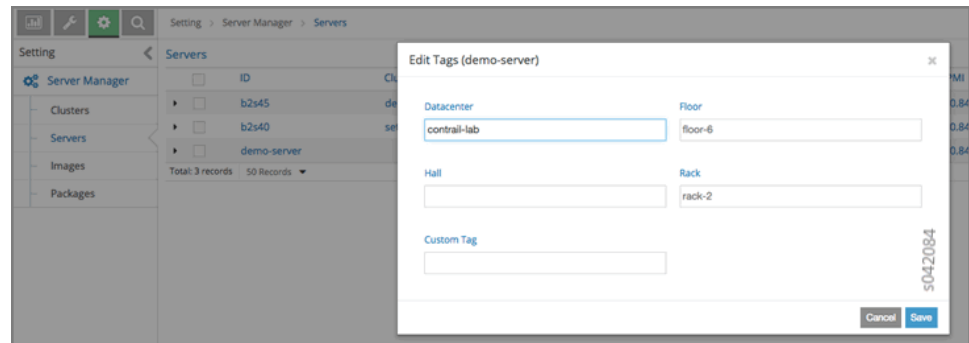 Setting > Server Manager > Servers
Setting
Server Manager
Clusters
Servers
Images
Packages
Servers
ID
b2s45
de
b2s40
set
demo-server
Total: 3 records 50 Records
Edit Tags (demo-server)
×
Datacenter
contrail-lab
Floor
floor-6
Hall
Rack
rack-2
Custom Tag
Cancel
Save
s042084